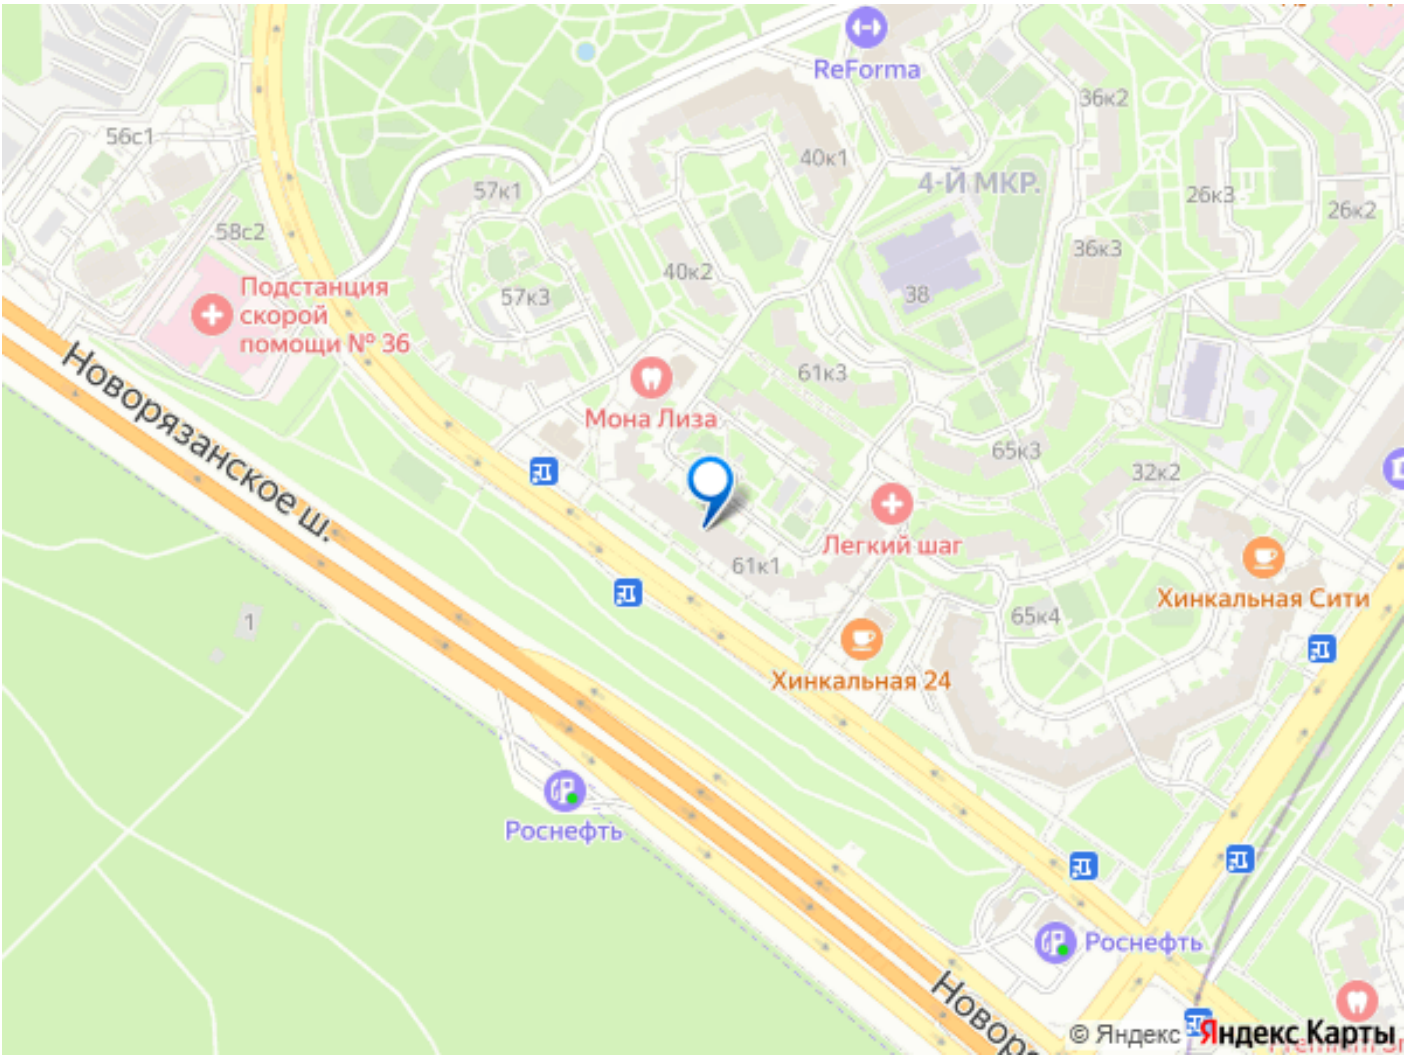 ReForma
36к2
56с1
40к1
4-Й МКР.
57к1
26к3
26к2
58с2
36к3
40к2
Подстанция
скорой
помощи № 36
57к3
38
Новорязанское ш.
61к3
Мона Лиза
65к3
32к2
Легкий шаг
61к1
Хинкальная Сити
1
65к4
Хинкальная 24
Роснефть
Роснефть
Новоря
© Яндекс Яндекс Карты